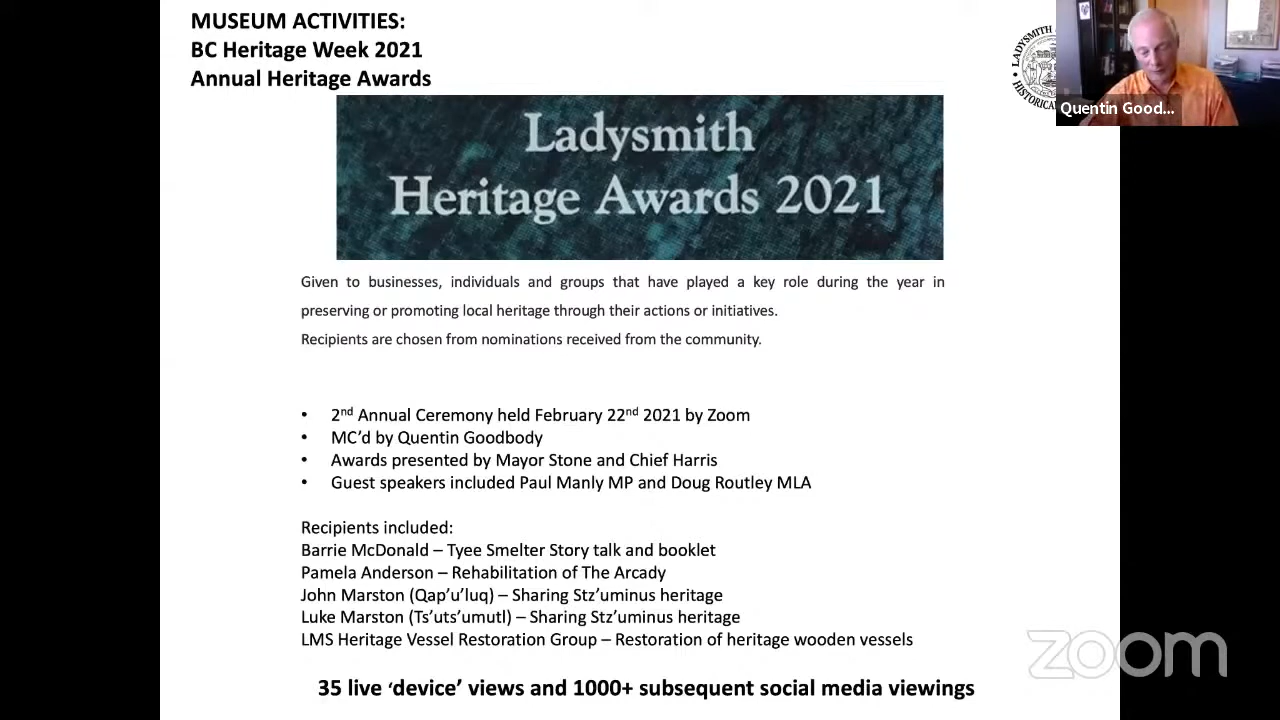 MUSEUM ACTIVITIES:
BC Heritage Week 2021
Annual Heritage Awards
LADYSMITH
HISTORICAL
Quentin Good...
Ladysmith
Heritage Awards 2021
Given to businesses, individuals and groups that have played a key role during the year in
preserving or promoting local heritage through their actions or initiatives.
Recipients are chosen from nominations received from the community.
• 2nd Annual Ceremony held February 22nd 2021 by Zoom
• MC’d by Quentin Goodbody
• Awards presented by Mayor Stone and Chief Harris
• Guest speakers included Paul Manly MP and Doug Routley MLA
Recipients included:
Barrie McDonald – Tyee Smelter Story talk and booklet
Pamela Anderson – Rehabilitation of The Arcady
John Marston (Qap’u’luq) – Sharing Stz’uminus heritage
Luke Marston (Ts’uts’umutl) – Sharing Stz’uminus heritage
LMS Heritage Vessel Restoration Group – Restoration of heritage wooden vessels
35 live ‘device’ views and 1000+ subsequent social media viewings
zoom